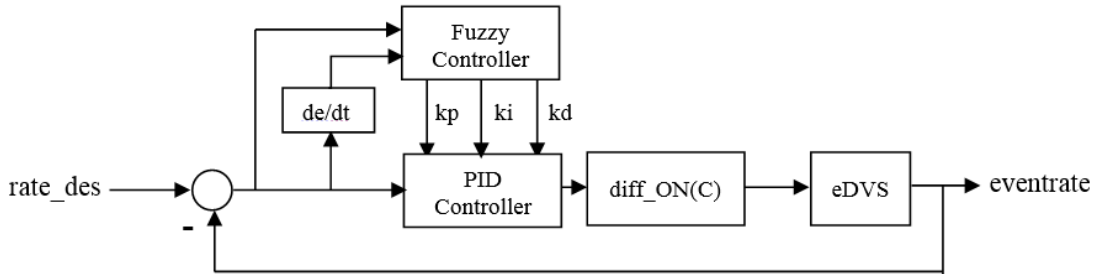 Fuzzy
Controller
de/dt
kp
ki
kd
rate_des
-
PID
Controller
diff_ON(C)
eDVS
eventrate